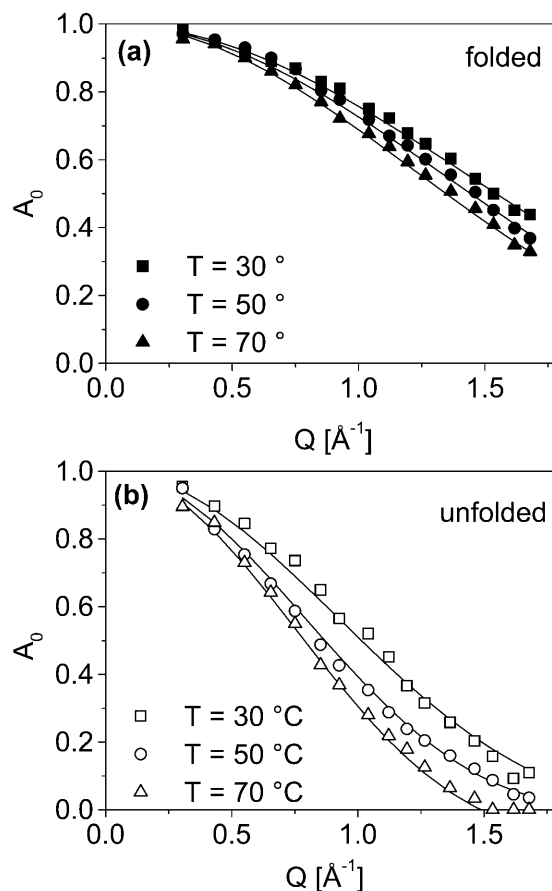 1.0
(a)
folded
0.8
0.6
A0
0.4
T = 30 °
T = 50 °
0.2
T = 70 °
0.0
0.0 0.5 1.0 1.5
Q [Å-1]
1.0
(b)
unfolded
0.8
0.6
A0
0.4
T = 30 °C
0.2
T = 50 °C
T = 70 °C
0.0
0.0 0.5 1.0 1.5
Q [Å-1]